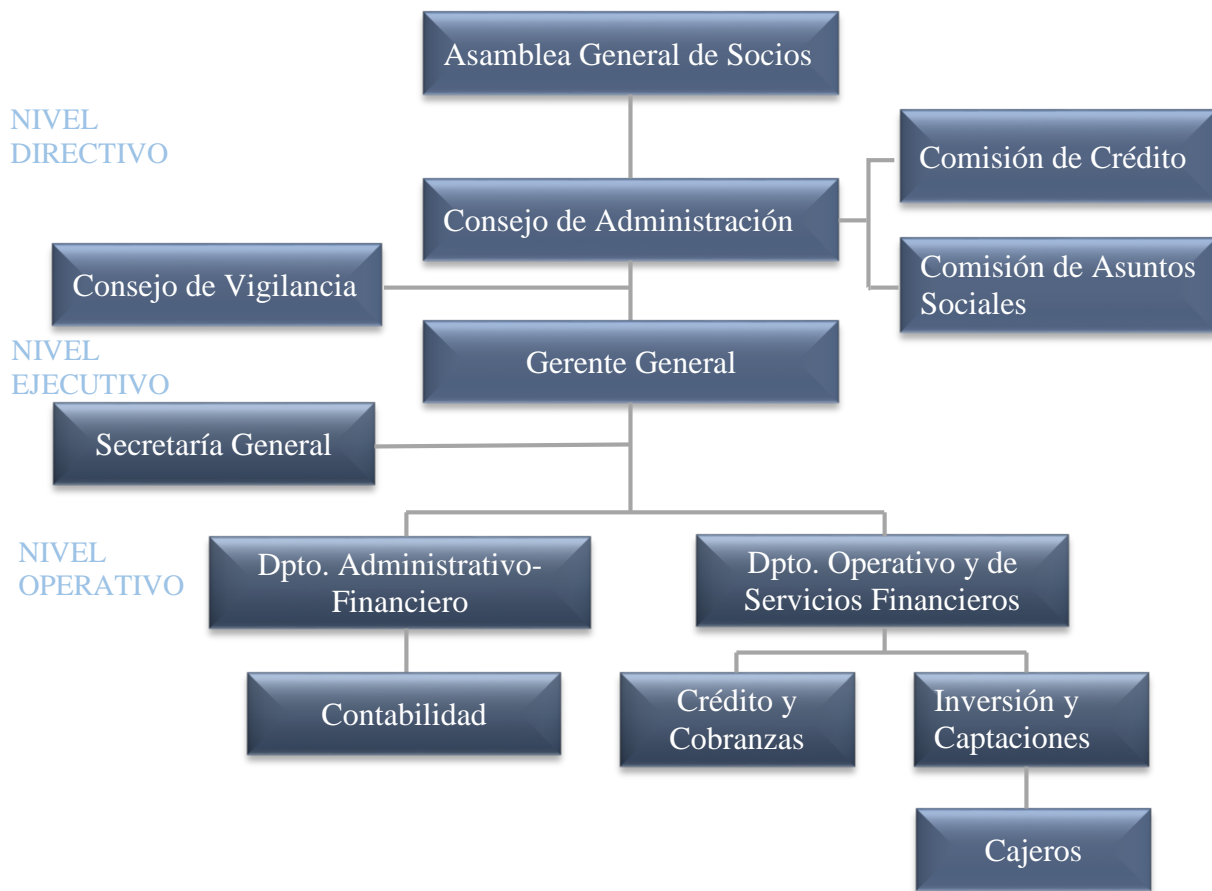 Asamblea General de Socios
NIVEL
DIRECTIVO
Comisión de Crédito
Consejo de Administración
Comisión de Asuntos
Sociales
Consejo de Vigilancia
NIVEL
EJECUTIVO
Gerente General
Secretaría General
NIVEL
OPERATIVO
Dpto. Administrativo-
Financiero
Dpto. Operativo y de
Servicios Financieros
Contabilidad
Crédito y
Cobranzas
Inversión y
Captaciones
Cajeros